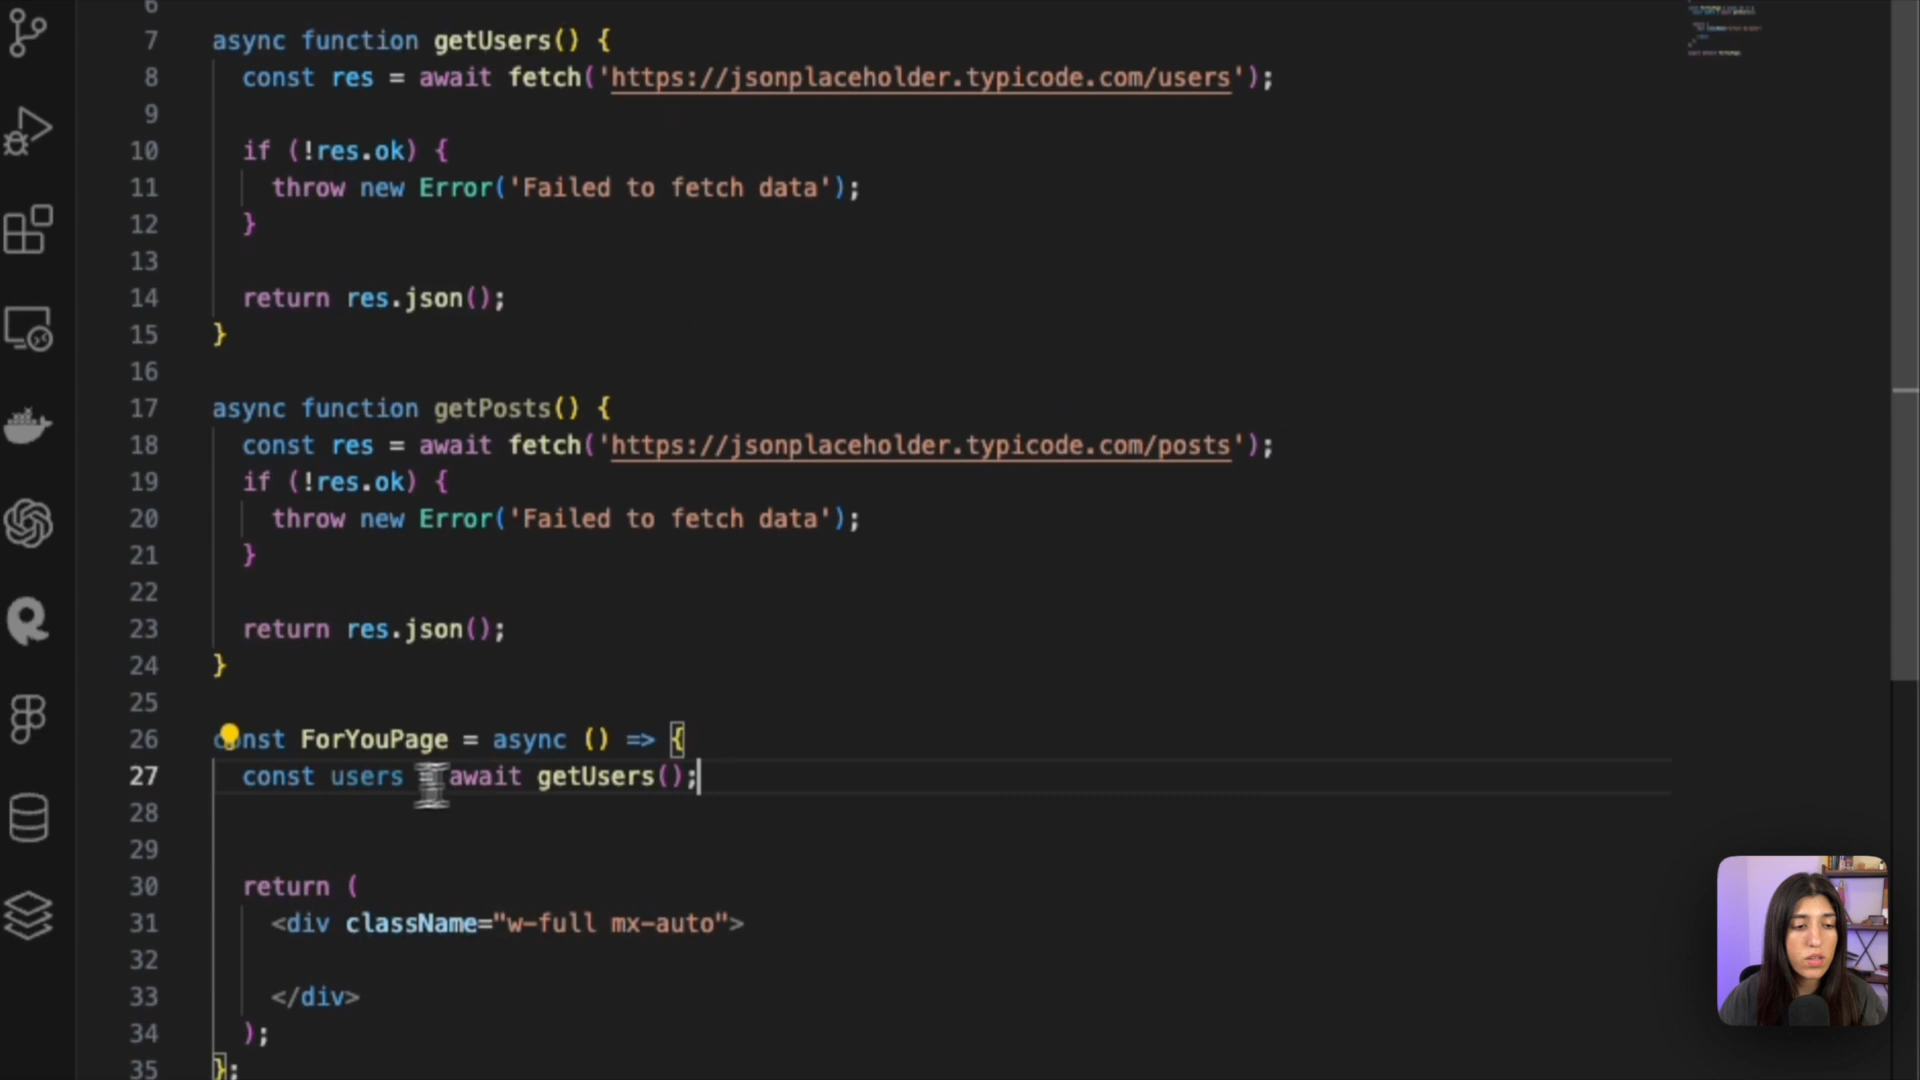 6
7 async function getUsers() {
8 const res = await fetch('https://jsonplaceholder.typicode.com/users');
9
10 if (!res.ok) {
11 throw new Error('Failed to fetch data');
12 }
13
14 return res.json();
15 }
16
17 async function getPosts() {
18 const res = await fetch('https://jsonplaceholder.typicode.com/posts');
19 if (!res.ok) {
20 throw new Error('Failed to fetch data');
21 }
22
23 return res.json();
24 }
25
26 const ForYouPage = async () => {
27 const users = await getUsers();
28
29
30 return (
31 <div className="w-full mx-auto">
32
33 </div>
34 );
35 };